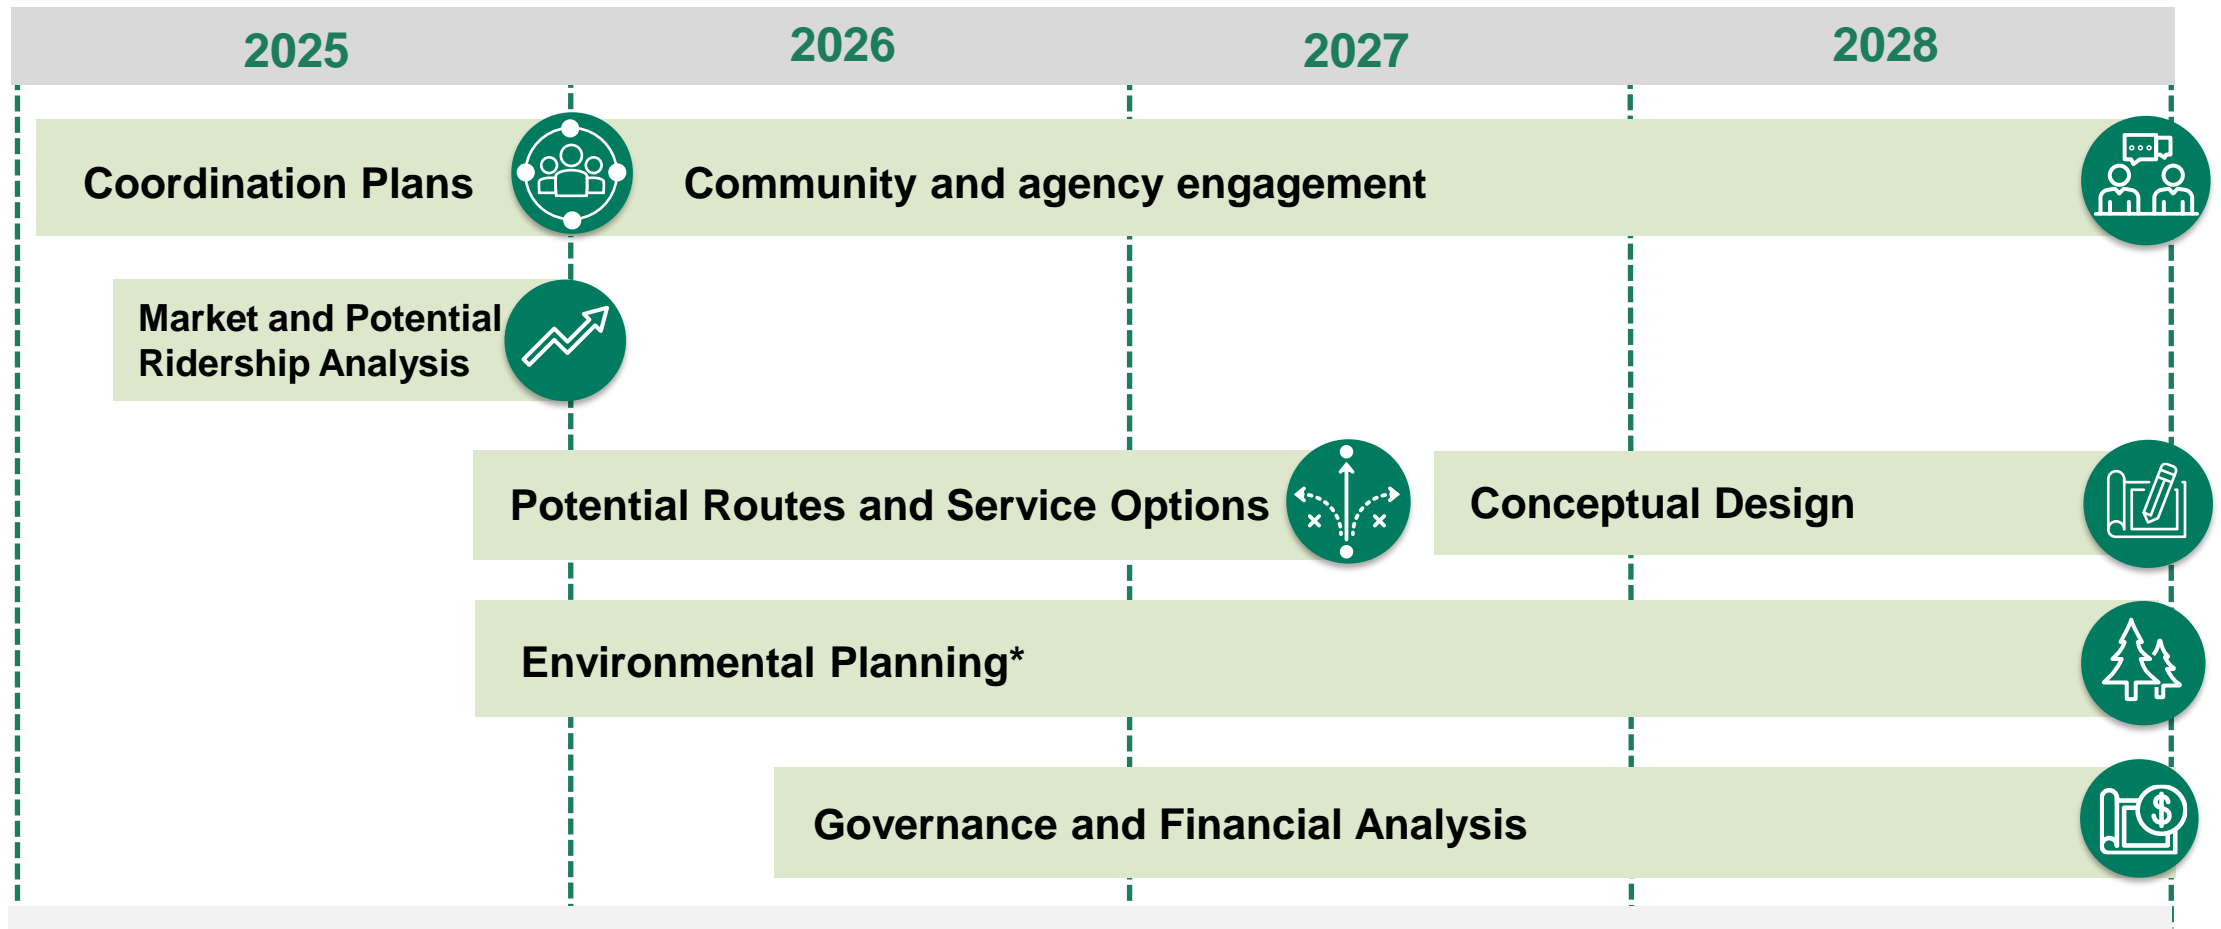 2025
2026
2027
2028
Coordination Plans
Community and agency engagement
Market and Potential
Ridership Analysis
Potential Routes and Service Options
Conceptual Design
Environmental Planning*
Governance and Financial Analysis
$